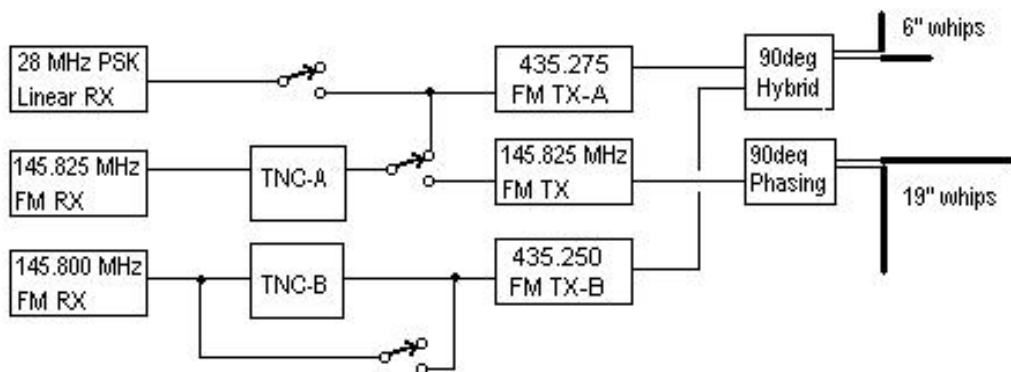 28 MHz PSK
Linear RX
435.275
FM TX-A
90deg
Hybrid
6" whips
145.825 MHz
FM RX
TNC-A
145.825 MHz
FM TX
90deg
Phasing
19" whips
145.800 MHz
FM RX
TNC-B
435.250
FM TX-B